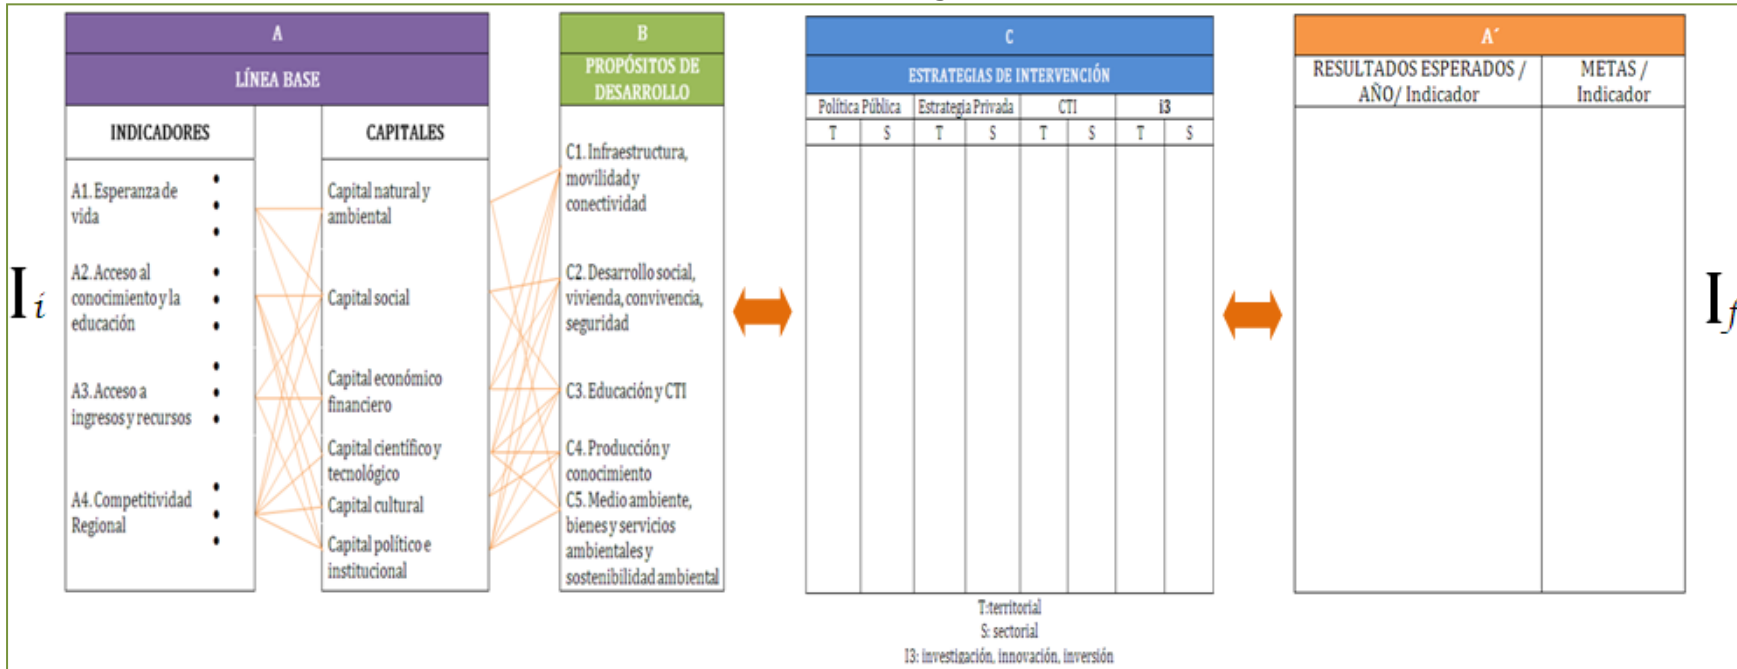 I i
A
LÍNEA BASE
INDICADORES
CAPITALES
A1. Esperanza de
vida
A2. Acceso al
conocimiento y la
educación
A3. Acceso a
ingresos y recursos
A4. Competitividad
Regional
Capital natural y
ambiental
Capital social
Capital económico
financiero
Capital científico y
tecnológico
Capital cultural
Capital político e
institucional
B
PROPÓSITOS DE
DESARROLLO
C1. Infraestructura,
movilidad y
conectividad
C2. Desarrollo social,
vivienda, convivencia,
seguridad
C3. Educación y CTI
C4. Producción y
conocimiento
C5. Medio ambiente,
bienes y servicios
ambientales y
sostenibilidad ambiental
C
ESTRATEGIAS DE INTERVENCIÓN
Política Pública Estrategia Privada CTI i3
T S T S T S T S
T:territorial
S: sectorial
I3: investigación, innovación, inversión
A´
RESULTADOS ESPERADOS /
AÑO/ Indicador
METAS /
Indicador
I f